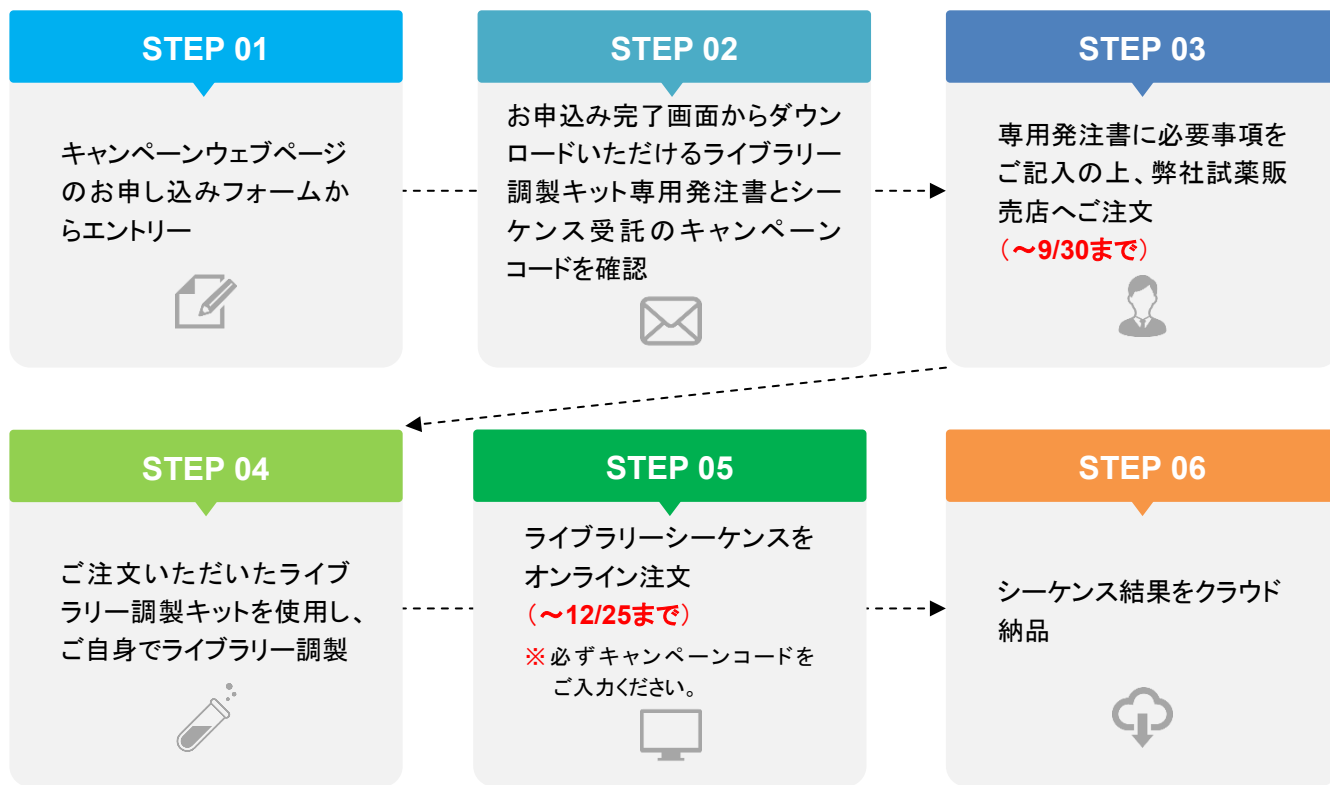 STEP 01
キャンペーンウェブページ
のお申し込みフォームか
らエントリー
STEP 02
お申込み完了画面からダウン
ロードいただけるライブラリー
調製キット専用発注書とシー
ケンス受託のキャンペーン
コードを確認
STEP 03
専用発注書に必要事項を
ご記入の上、弊社試薬販
売店へご注文
（～9/30まで）
STEP 04
ご注文いただいたライブ
ラリー調製キットを使用し、
ご自身でライブラリー調製
STEP 05
ライブラリーシーケンスを
オンライン注文
（～12/25まで）
※必ずキャンペーンコードを
ご入力ください。
STEP 06
シーケンス結果をクラウド
納品